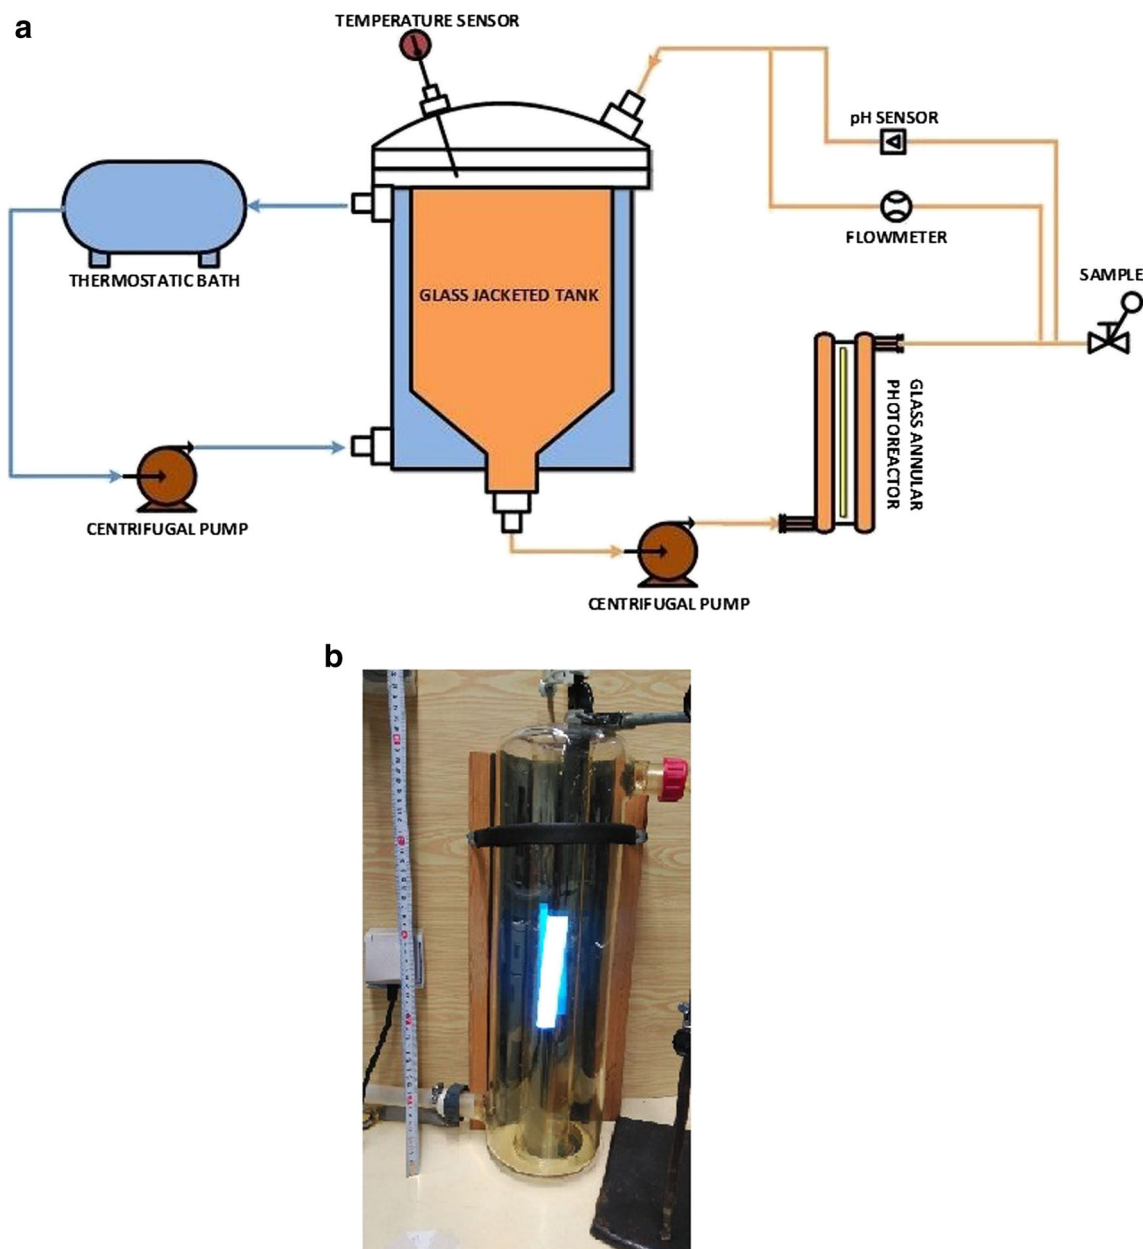 a
TEMPERATURE SENSOR
pH SENSOR
FLOWMETER
SAMPLE
THERMOSTATIC BATH
GLASS JACKETED TANK
GLASS ANNULAR
PHOTOREACTOR
CENTRIFUGAL PUMP
CENTRIFUGAL PUMP
b